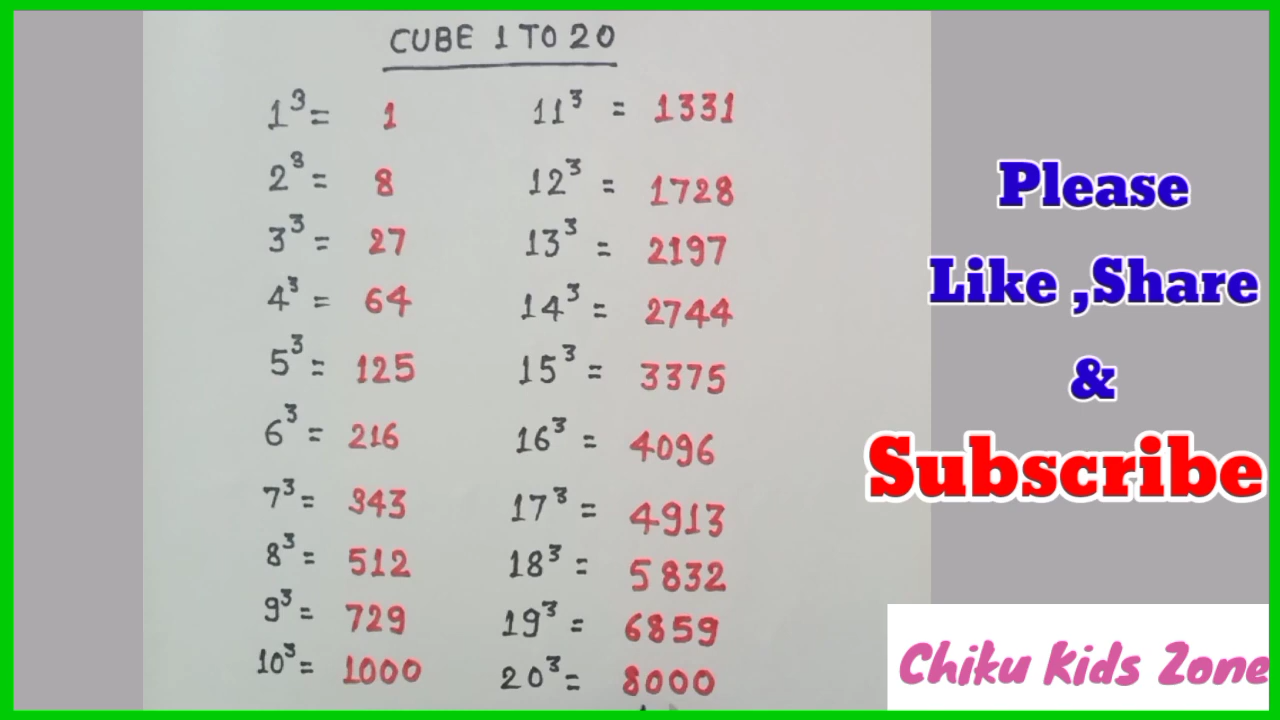 CUBE 1 TO 20
1³ = 1
2³ = 8
3³ = 27
4³ = 64
5³ = 125
6³ = 216
7³ = 343
8³ = 512
9³ = 729
10³ = 1000
11³ = 1331
12³ = 1728
13³ = 2197
14³ = 2744
15³ = 3375
16³ = 4096
17³ = 4913
18³ = 5832
19³ = 6859
20³ = 8000
Please
Like ,Share
&
Subscribe
Chiku Kids Zone